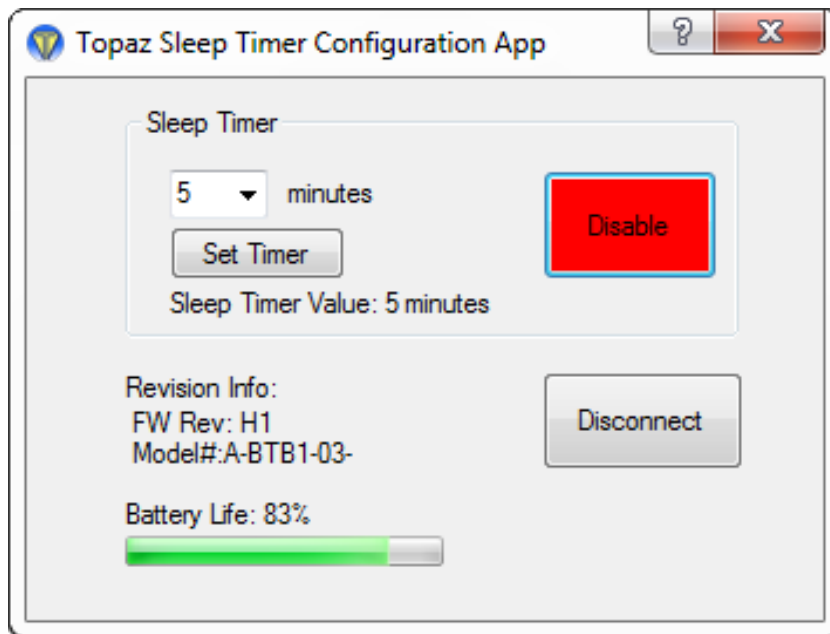 Topaz Sleep Timer Configuration App
?
X
Sleep Timer
5 minutes
Disable
Set Timer
Sleep Timer Value: 5 minutes
Revision Info:
FW Rev: H1
Model#:A-BTB1-03-
Disconnect
Battery Life: 83%